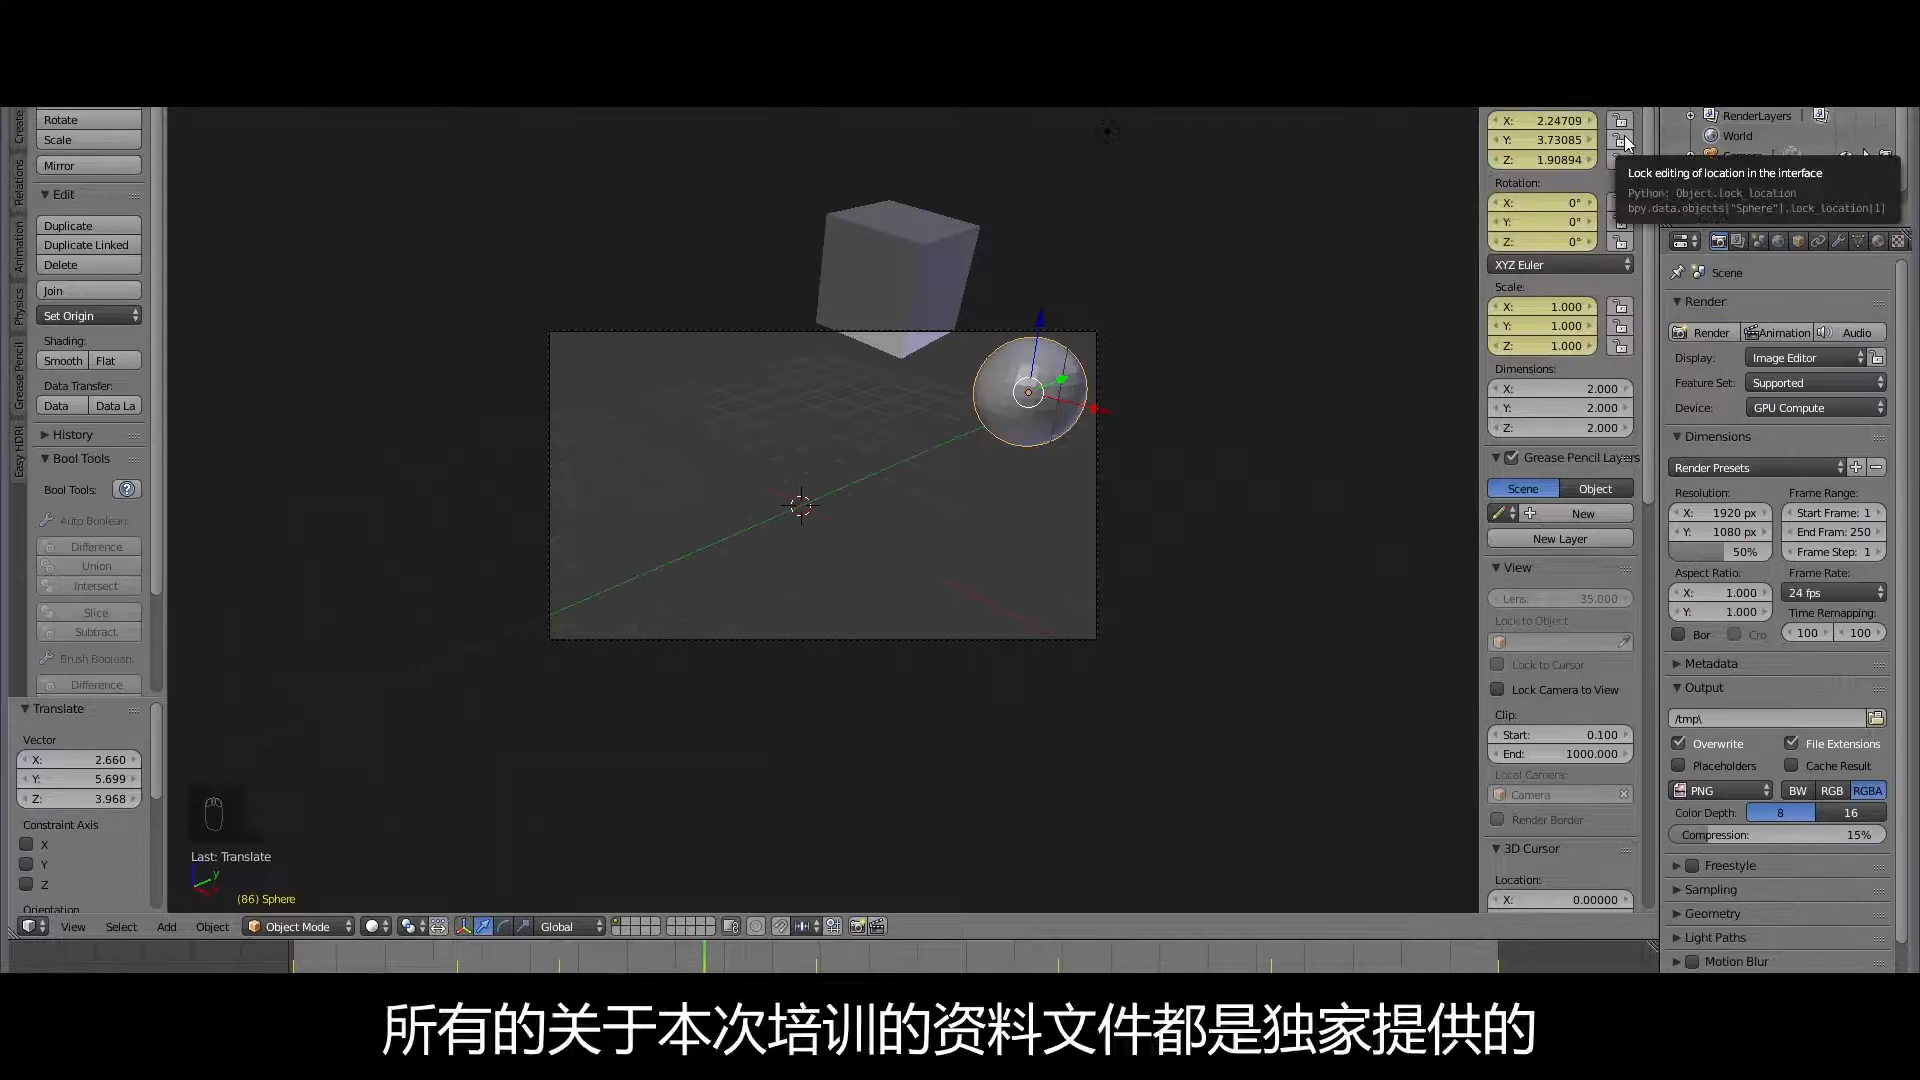 Create
Relations
Animation
Physics
Grease Pencil
Easy HDRI
Rotate
Scale
Mirror
Edit
Duplicate
Duplicate Linked
Delete
Join
Set Origin
Shading:
Smooth Flat
Data Transfer:
Data Data La
History
Bool Tools
Bool Tools:
Auto Boolean:
Difference
Union
Intersect
Slice
Subtract
Brush Boolean:
Difference
Translate
Vector
X: 2.660
Y: 5.699
Z: 3.968
Constraint Axis
X
Y
Z
Orientation
Last: Translate
y
(86) Sphere
View Select Add Object Object Mode Global
X: 2.24709
Y: 3.73085
Z: 1.90894
Rotation:
X: 0°
Y: 0°
Z: 0°
XYZ Euler
Scale:
X: 1.000
Y: 1.000
Z: 1.000
Dimensions:
X: 2.000
Y: 2.000
Z: 2.000
Grease Pencil Layers
Scene Object
New
New Layer
View
Lens: 35.000
Lock to Object
Lock to Cursor
Lock Camera to View
Clip:
Start: 0.100
End: 1000.000
Local Camera:
Camera
Render Border
3D Cursor
Location:
X: 0.00000
RenderLayers
World
Lock editing of location in the interface
Python: Object.lock_location
bpy.data.objects["Sphere"].lock_location[1]
Scene
Render
Render Animation Audio
Display: Image Editor
Feature Set: Supported
Device: GPU Compute
Dimensions
Render Presets
Resolution: Frame Range:
X: 1920 px Start Frame: 1
Y: 1080 px End Fram: 250
50% Frame Step: 1
Aspect Ratio: Frame Rate:
X: 1.000 24 fps
Y: 1.000 Time Remapping:
Bor Cro 100 100
Metadata
Output
/tmp\
Overwrite File Extensions
Placeholders Cache Result
PNG BW RGB RGBA
Color Depth: 8 16
Compression: 15%
Freestyle
Sampling
Geometry
Light Paths
Motion Blur
所有的关于本次培训的资料文件都是独家提供的